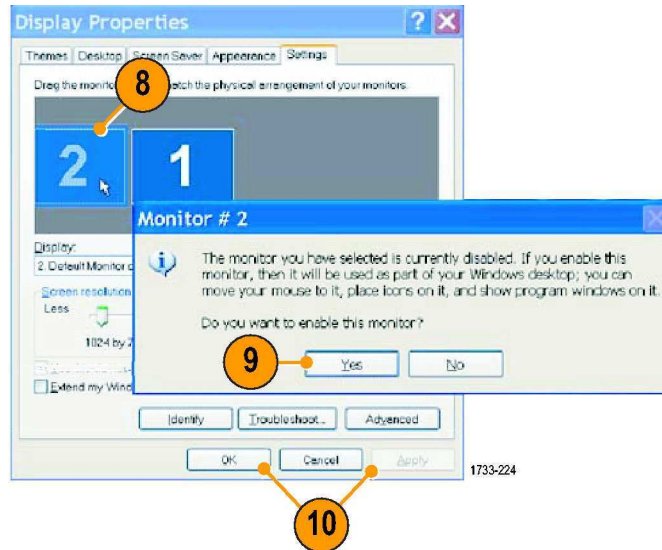 Display Properties
Themes Desktop Screen Saver Appearance Settings
Drag the monitor atch the physical arrangement of your monitors.
8
2
1
Monitor # 2
Display:
2. Default Monitor
Screen resolution
Less
1024 by 7
Extend my Wind
The monitor you have selected is currently disabled. If you enable this
monitor, then it will be used as part of your Windows desktop; you can
move your mouse to it, place icons on it, and show program windows on it.
Do you want to enable this monitor?
9
Yes No
Identify Troubleshoot... Advanced
OK Cancel Apply
10
1733-224